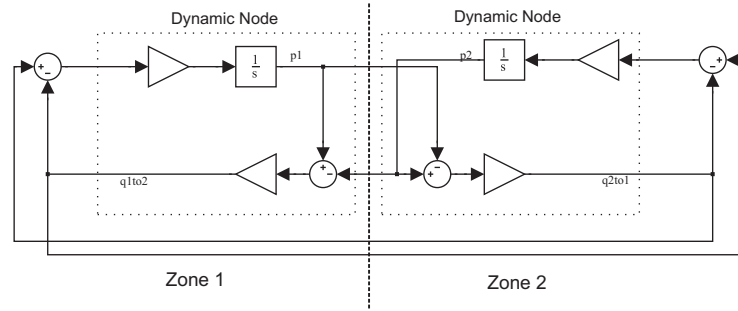 Dynamic Node
Dynamic Node
+
−
1
s
p1
p2
1
s
−
+
+
−
−
+
q1to2
q2to1
Zone 1
Zone 2